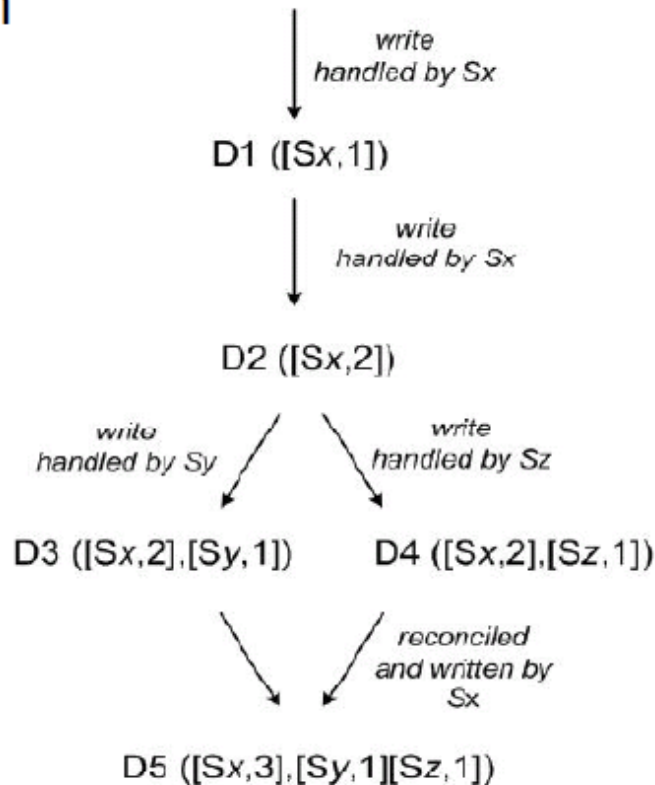 write
handled by Sx
D1 ([Sx,1])
write
handled by Sx
D2 ([Sx,2])
write
handled by Sy
write
handled by Sz
D3 ([Sx,2],[Sy,1])
D4 ([Sx,2],[Sz,1])
reconciled
and written by
Sx
D5 ([Sx,3],[Sy,1][Sz,1])